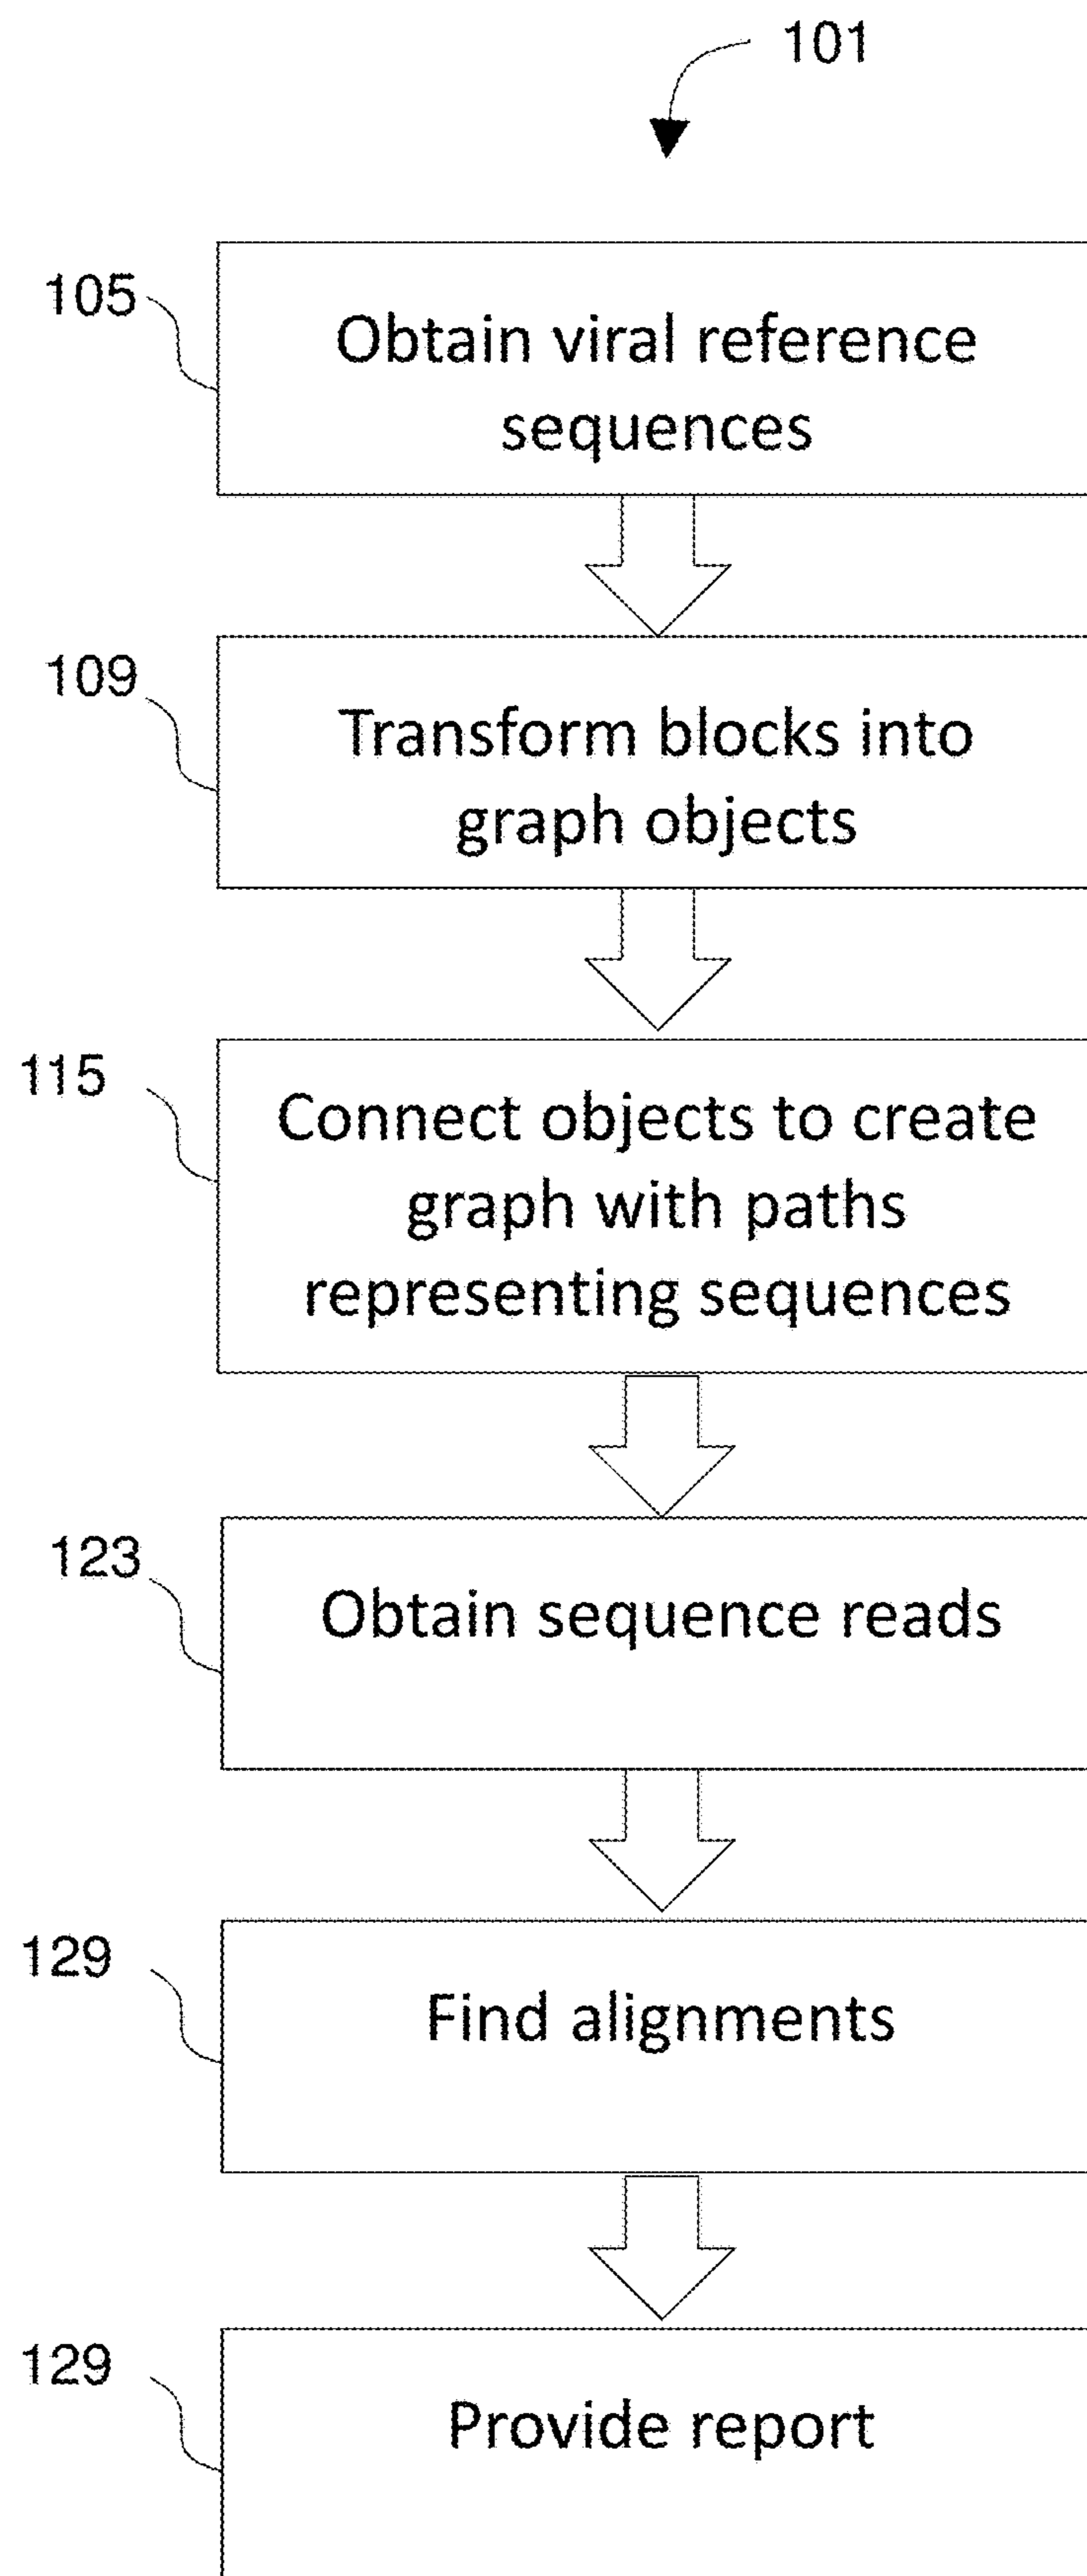 101
105
Obtain viral reference
sequences
109
Transform blocks into
graph objects
115
Connect objects to create
graph with paths
representing sequences
123
Obtain sequence reads
129
Find alignments
129
Provide report